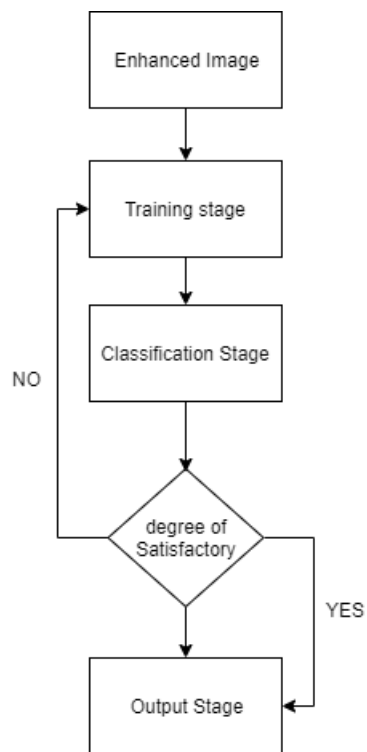 Enhanced Image
Training stage
Classification Stage
NO
degree of
Satisfactory
YES
Output Stage